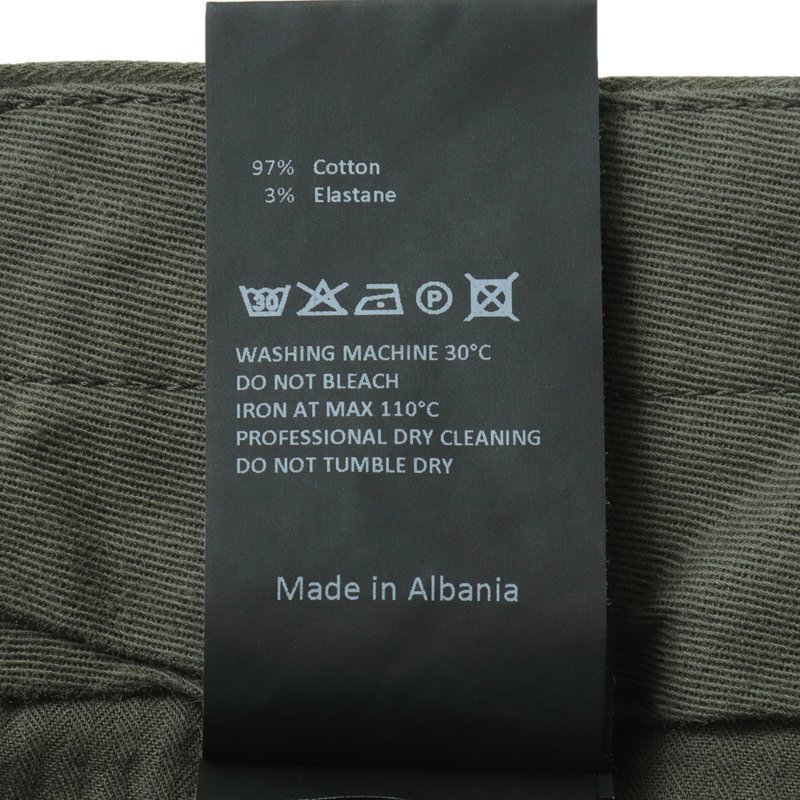 97% Cotton
3% Elastane
30 P
WASHING MACHINE 30°C
DO NOT BLEACH
IRON AT MAX 110°C
PROFESSIONAL DRY CLEANING
DO NOT TUMBLE DRY
Made in Albania